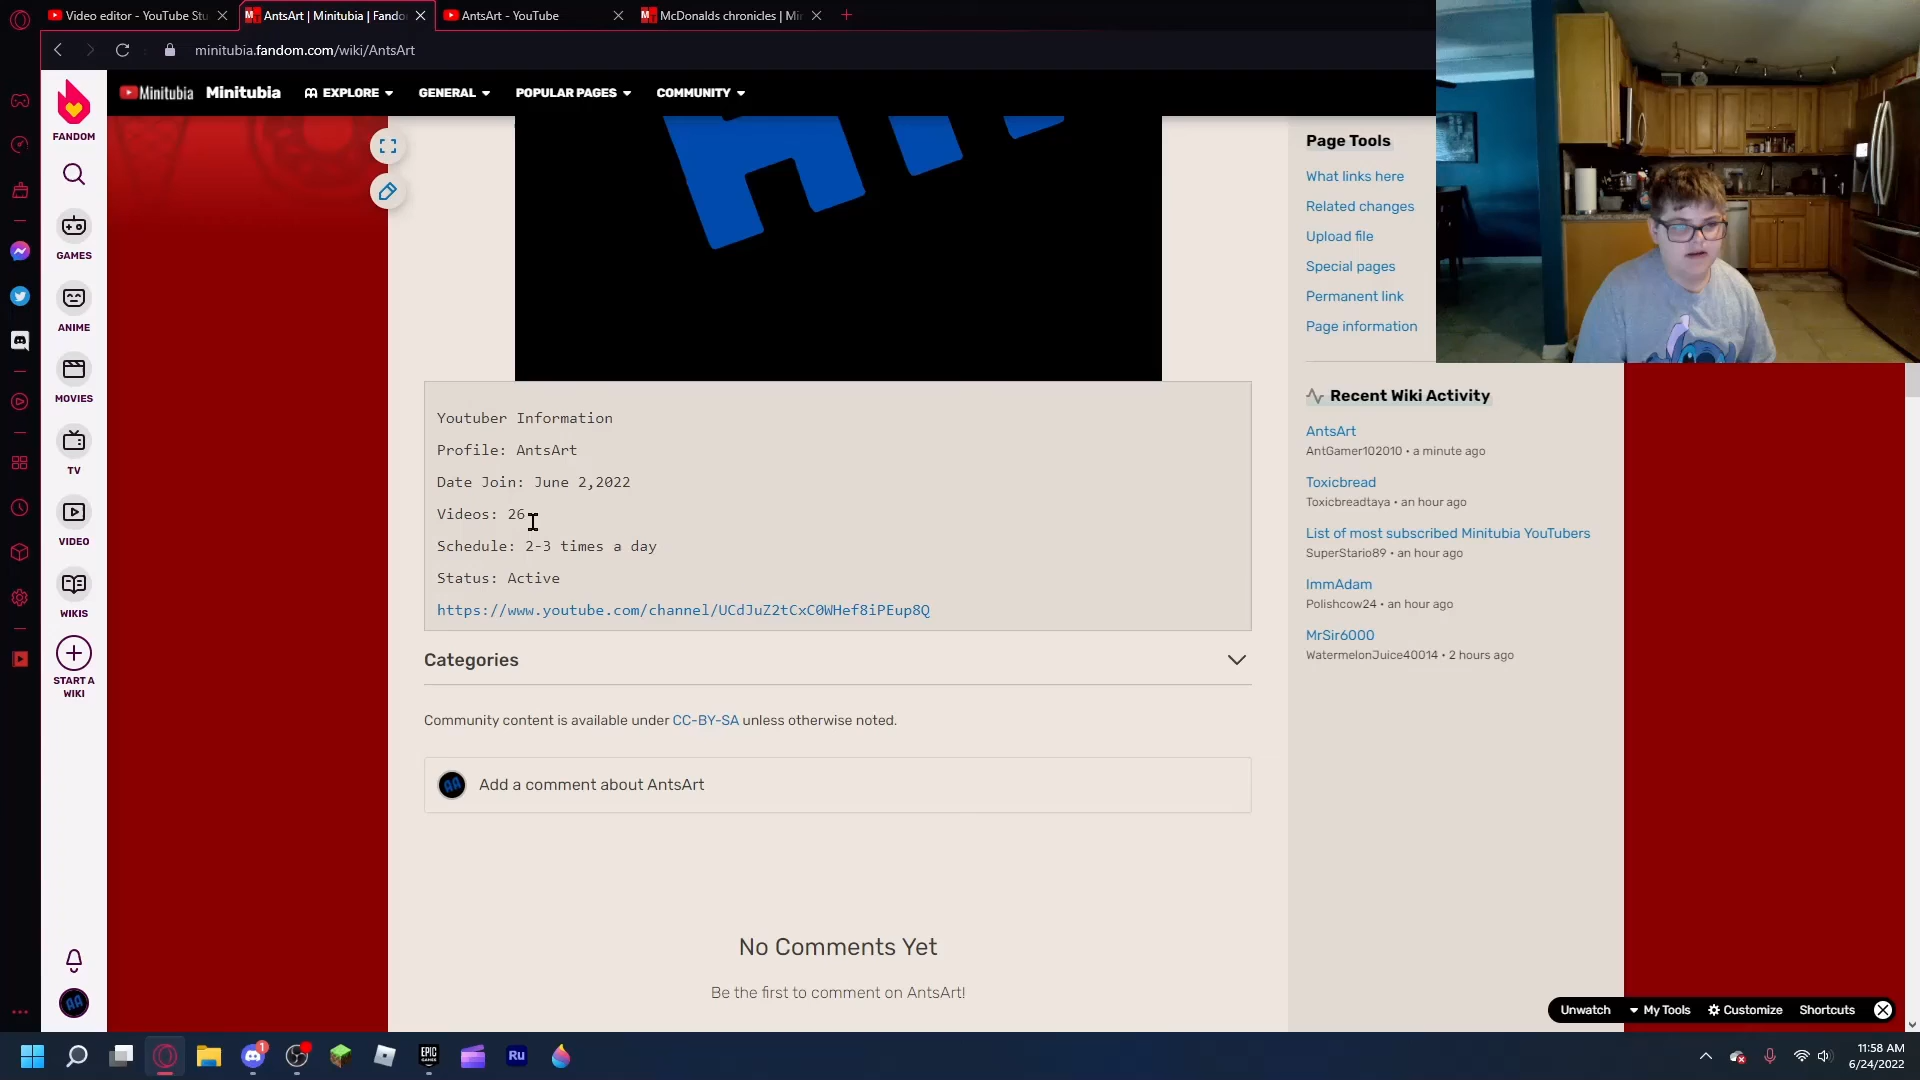 Video editor - YouTube Stu
AntsArt | Minitubia | Fando
AntsArt - YouTube
McDonalds chronicles | Mi
minitubia.fandom.com/wiki/AntsArt
FANDOM
GAMES
ANIME
MOVIES
TV
VIDEO
WIKIS
START A
WIKI
Minitubia
Minitubia
EXPLORE
GENERAL
POPULAR PAGES
COMMUNITY
Youtuber Information
Profile: AntsArt
Date Join: June 2,2022
Videos: 26
Schedule: 2-3 times a day
Status: Active
https://www.youtube.com/channel/UCdJuZ2tCxC0WHef8iPEup8Q
Categories
Community content is available under CC-BY-SA unless otherwise noted.
Add a comment about AntsArt
No Comments Yet
Be the first to comment on AntsArt!
Page Tools
What links here
Related changes
Upload file
Special pages
Permanent link
Page information
Recent Wiki Activity
AntsArt
AntGamer102010 • a minute ago
Toxicbread
Toxicbreadtaya • an hour ago
List of most subscribed Minitubia YouTubers
SuperStario89 • an hour ago
ImmAdam
Polishcow24 • an hour ago
MrSir6000
WatermelonJuice40014 • 2 hours ago
Unwatch
My Tools
Customize
Shortcuts
AA
AA
1
EPIC
GAMES
Ru
11:58 AM
6/24/2022